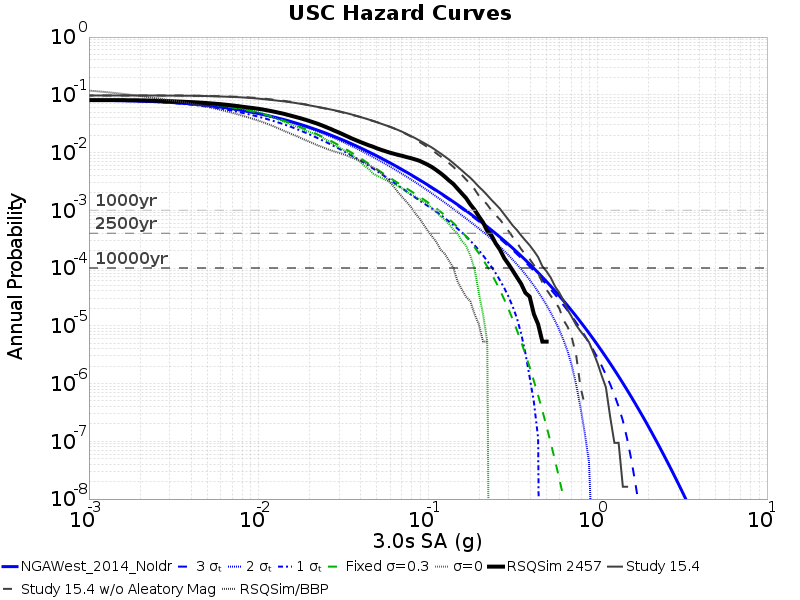 USC Hazard Curves
10^0
10^-1
10^-2
10^-3
10^-4
10^-5
10^-6
10^-7
10^-8
Annual Probability
1000yr
2500yr
10000yr
10^-3 10^-2 10^-1 10^0 10^1
3.0s SA (g)
NGAWest_2014_NoIdr 3 σₜ 2 σₜ 1 σₜ Fixed σ=0.3 σ=0 RSQSim 2457 Study 15.4
Study 15.4 w/o Aleatory Mag RSQSim/BBP